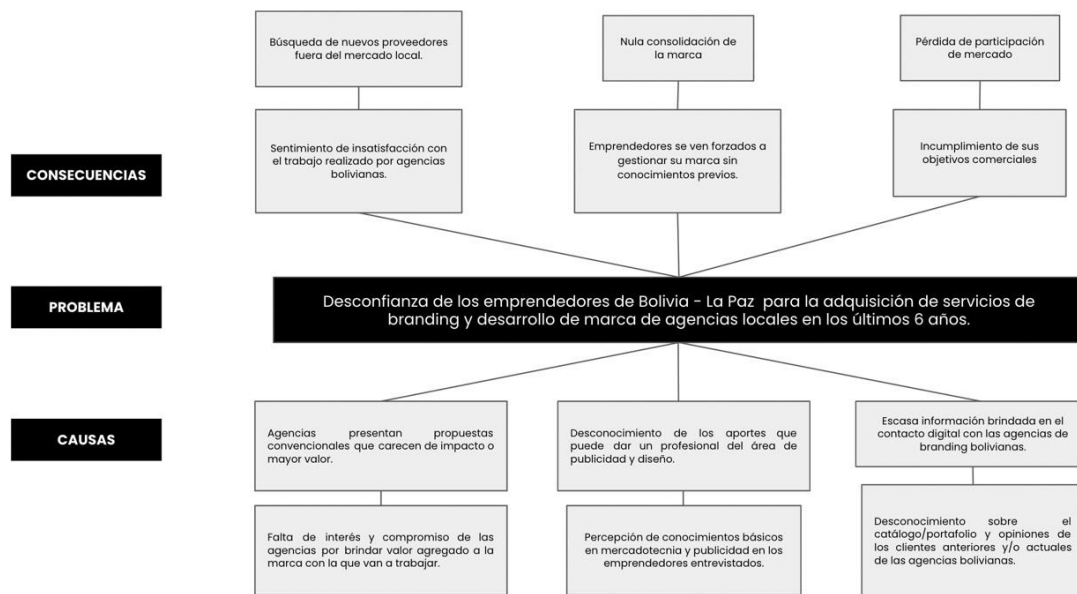 Búsqueda de nuevos proveedores
fuera del mercado local.
Nula consolidación de
la marca
Pérdida de participación
de mercado
CONSECUENCIAS
Sentimiento de insatisfacción con
el trabajo realizado por agencias
bolivianas.
Emprendedores se ven forzados a
gestionar su marca sin
conocimientos previos.
Incumplimiento de sus
objetivos comerciales
PROBLEMA
Desconfianza de los emprendedores de Bolivia - La Paz para la adquisición de servicios de
branding y desarrollo de marca de agencias locales en los últimos 6 años.
CAUSAS
Agencias presentan propuestas
convencionales que carecen de impacto o
mayor valor.
Desconocimiento de los aportes que
puede dar un profesional del área de
publicidad y diseño.
Escasa información brindada en el
contacto digital con las agencias de
branding bolivianas.
Falta de interés y compromiso de las
agencias por brindar valor agregado a la
marca con la que van a trabajar.
Percepción de conocimientos básicos
en mercadotecnia y publicidad en los
emprendedores entrevistados.
Desconocimiento sobre el
catálogo/portafolio y opiniones de
los clientes anteriores y/o actuales
de las agencias bolivianas.